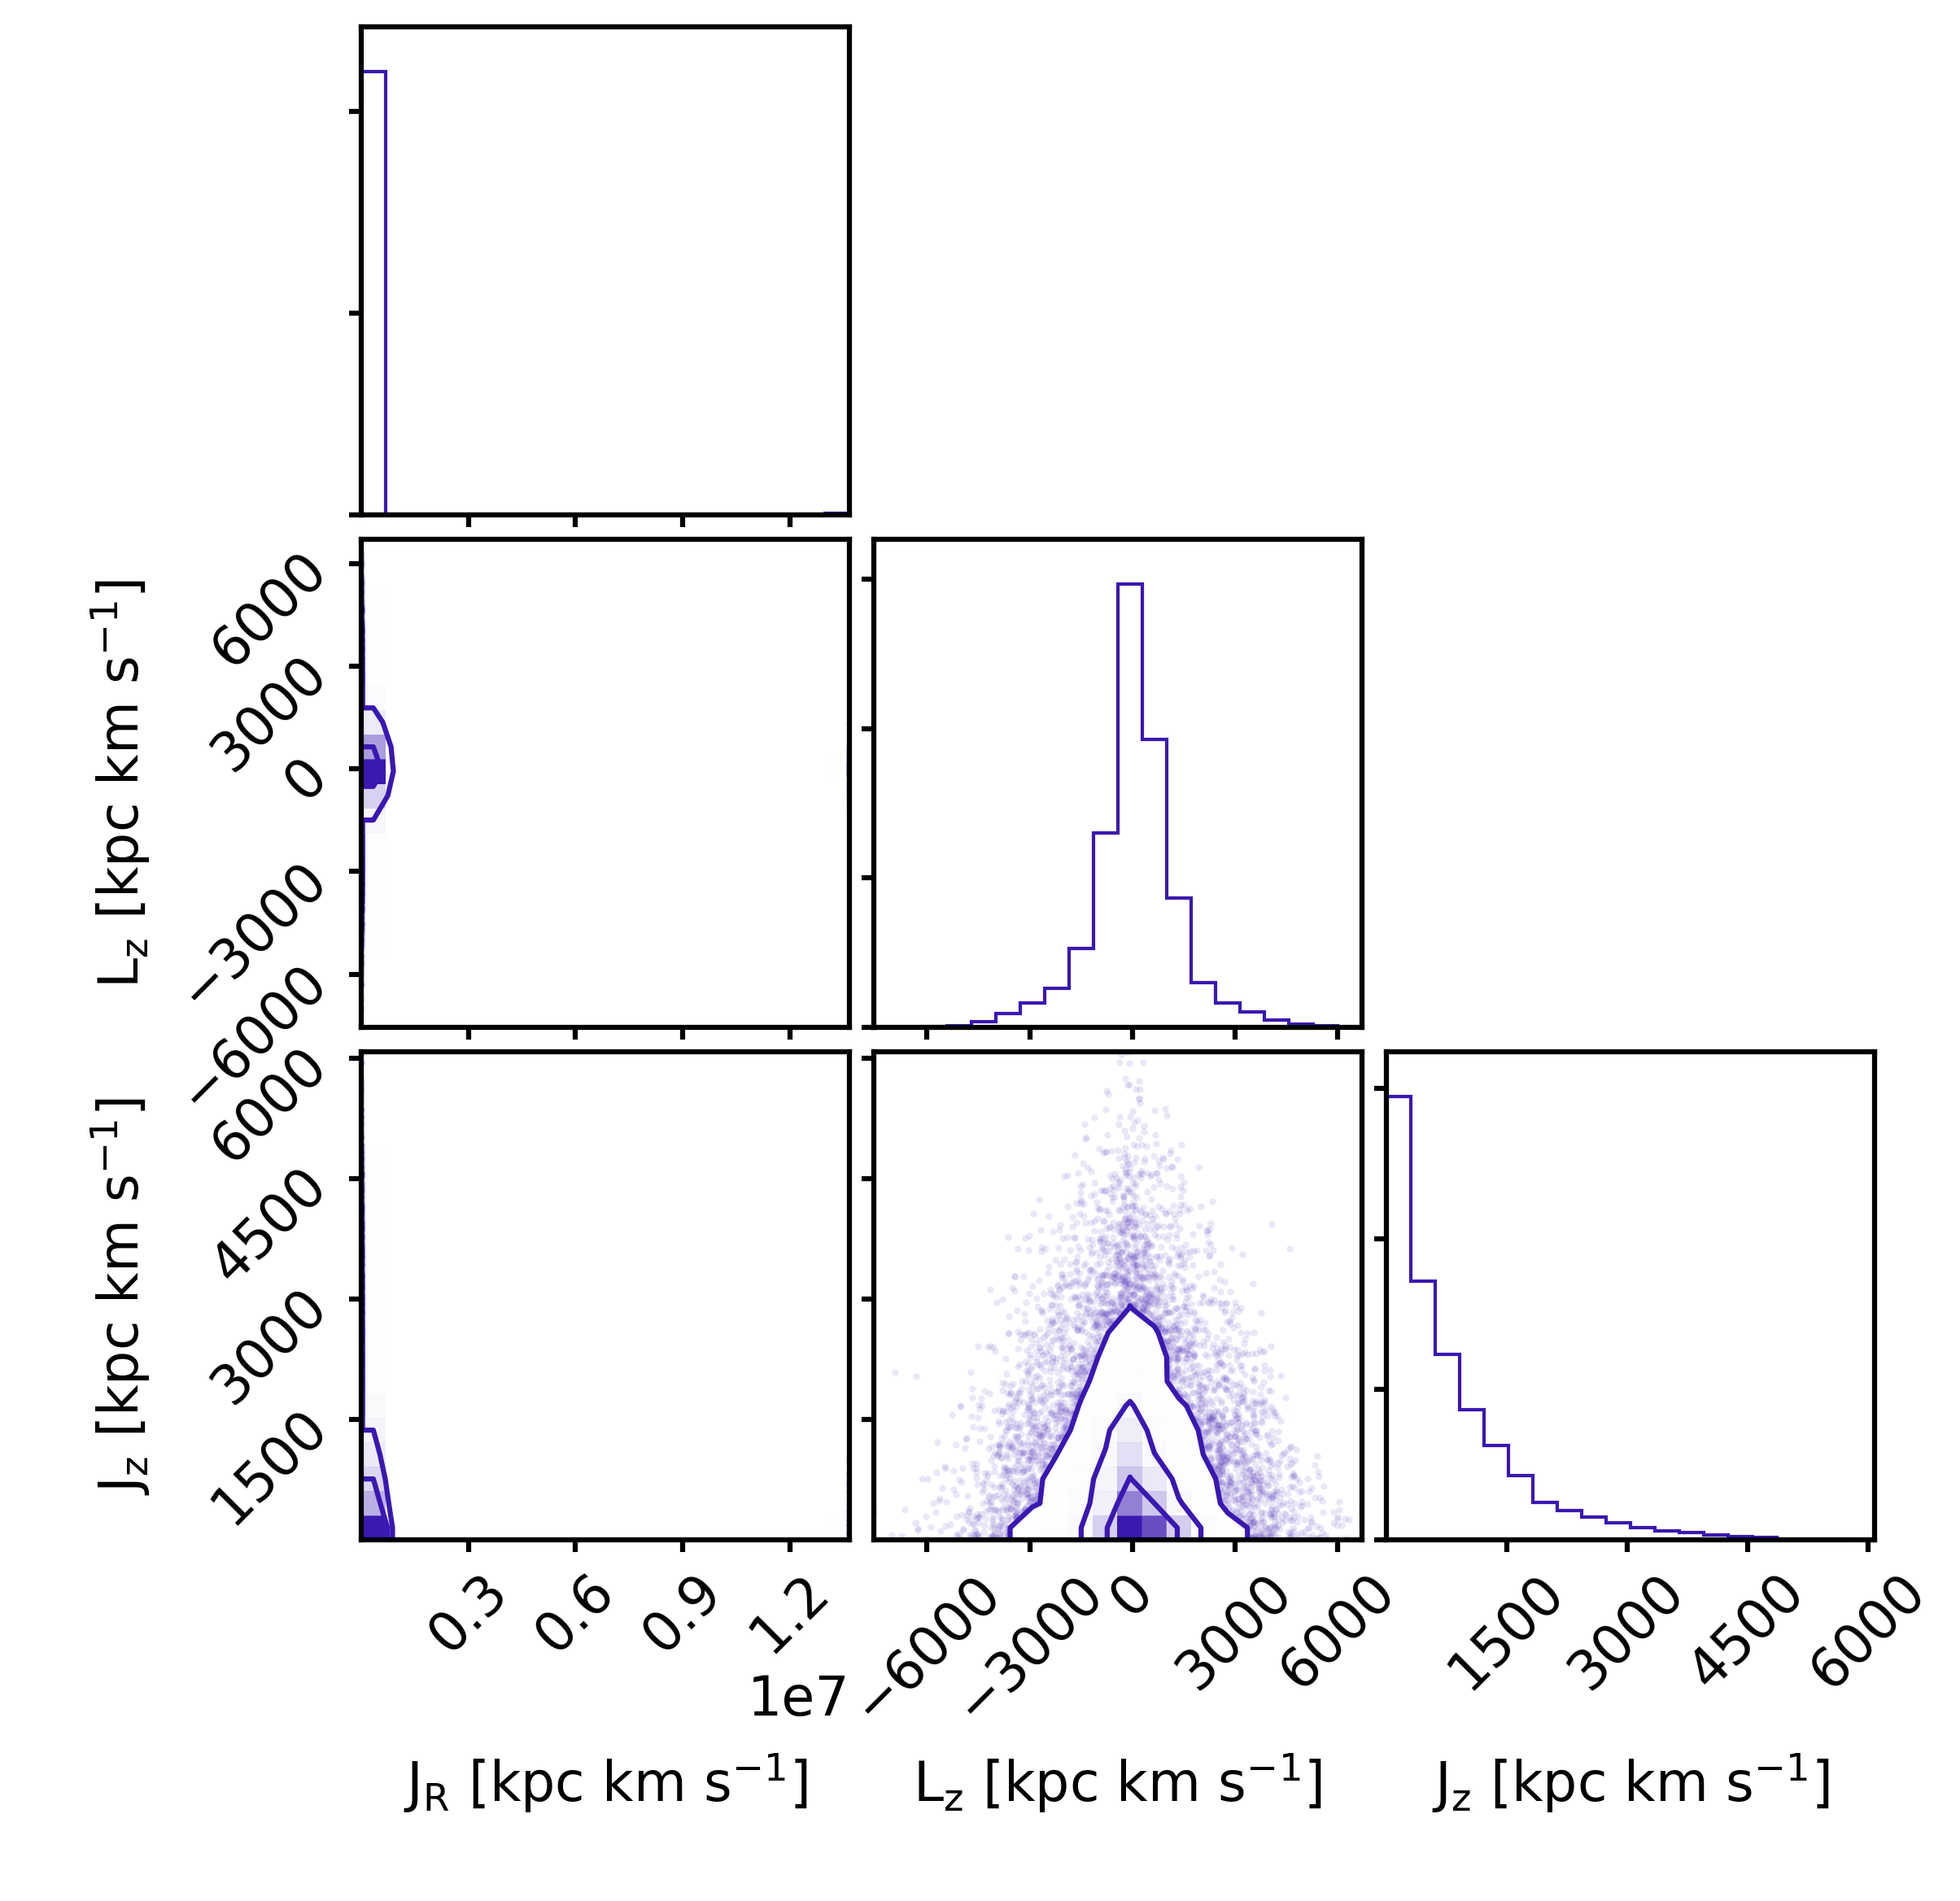 6000
3000
0
−3000
−6000
L_z [kpc km s⁻¹]
6000
4500
3000
1500
J_z [kpc km s⁻¹]
0.3 0.6 0.9 1.2
1e7
−6000 −3000 0 3000 6000
1500 3000 4500 6000
J_R [kpc km s⁻¹]
L_z [kpc km s⁻¹]
J_z [kpc km s⁻¹]